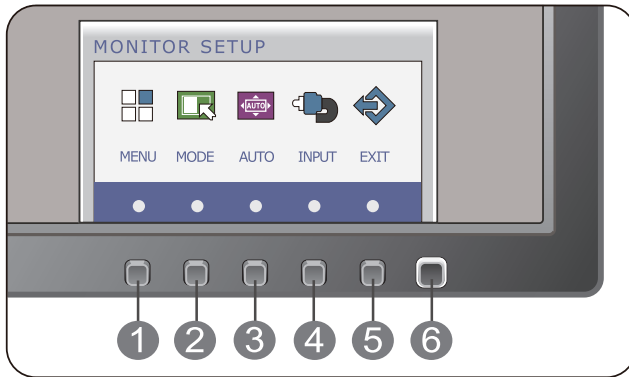 MONITOR SETUP
AUTO
MENU MODE AUTO INPUT EXIT
1 2 3 4 5 6